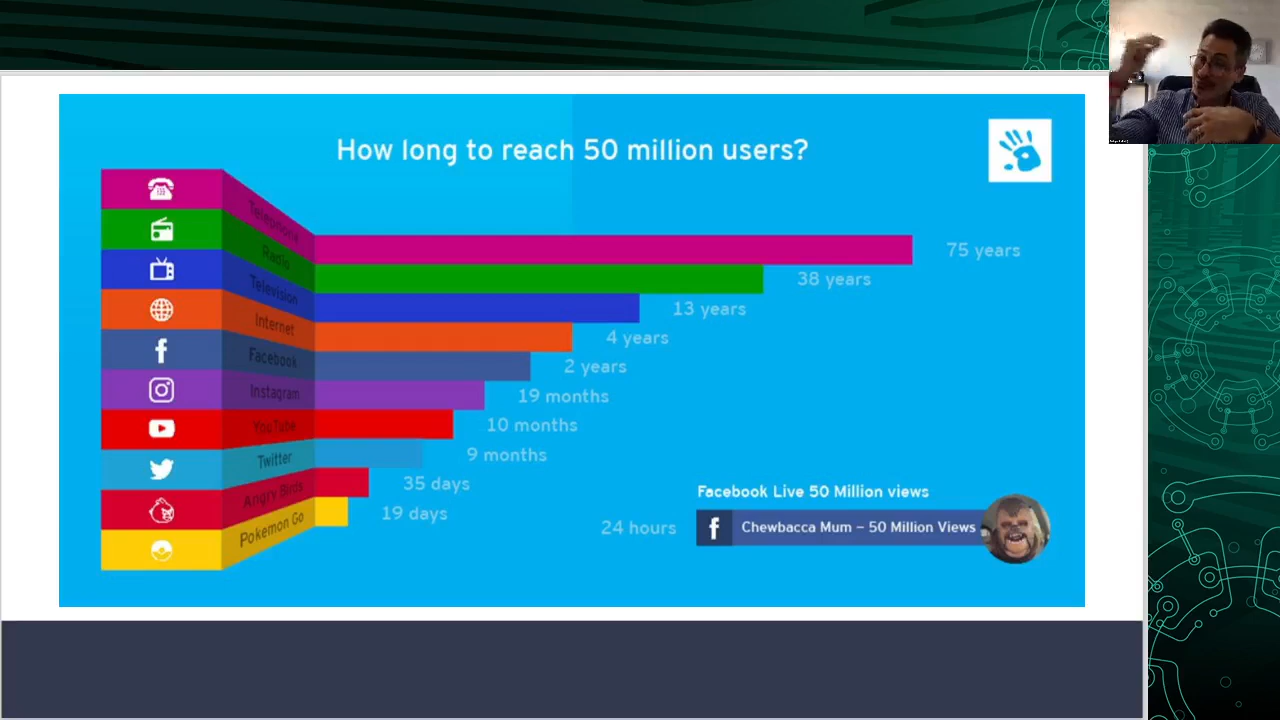 How long to reach 50 million users?
Telephone
75 years
Radio
38 years
Television
13 years
Internet
4 years
Facebook
2 years
Instagram
19 months
YouTube
10 months
Twitter
9 months
Angry Birds
35 days
Pokemon Go
19 days
Facebook Live 50 Million views
24 hours
Chewbacca Mum – 50 Million Views